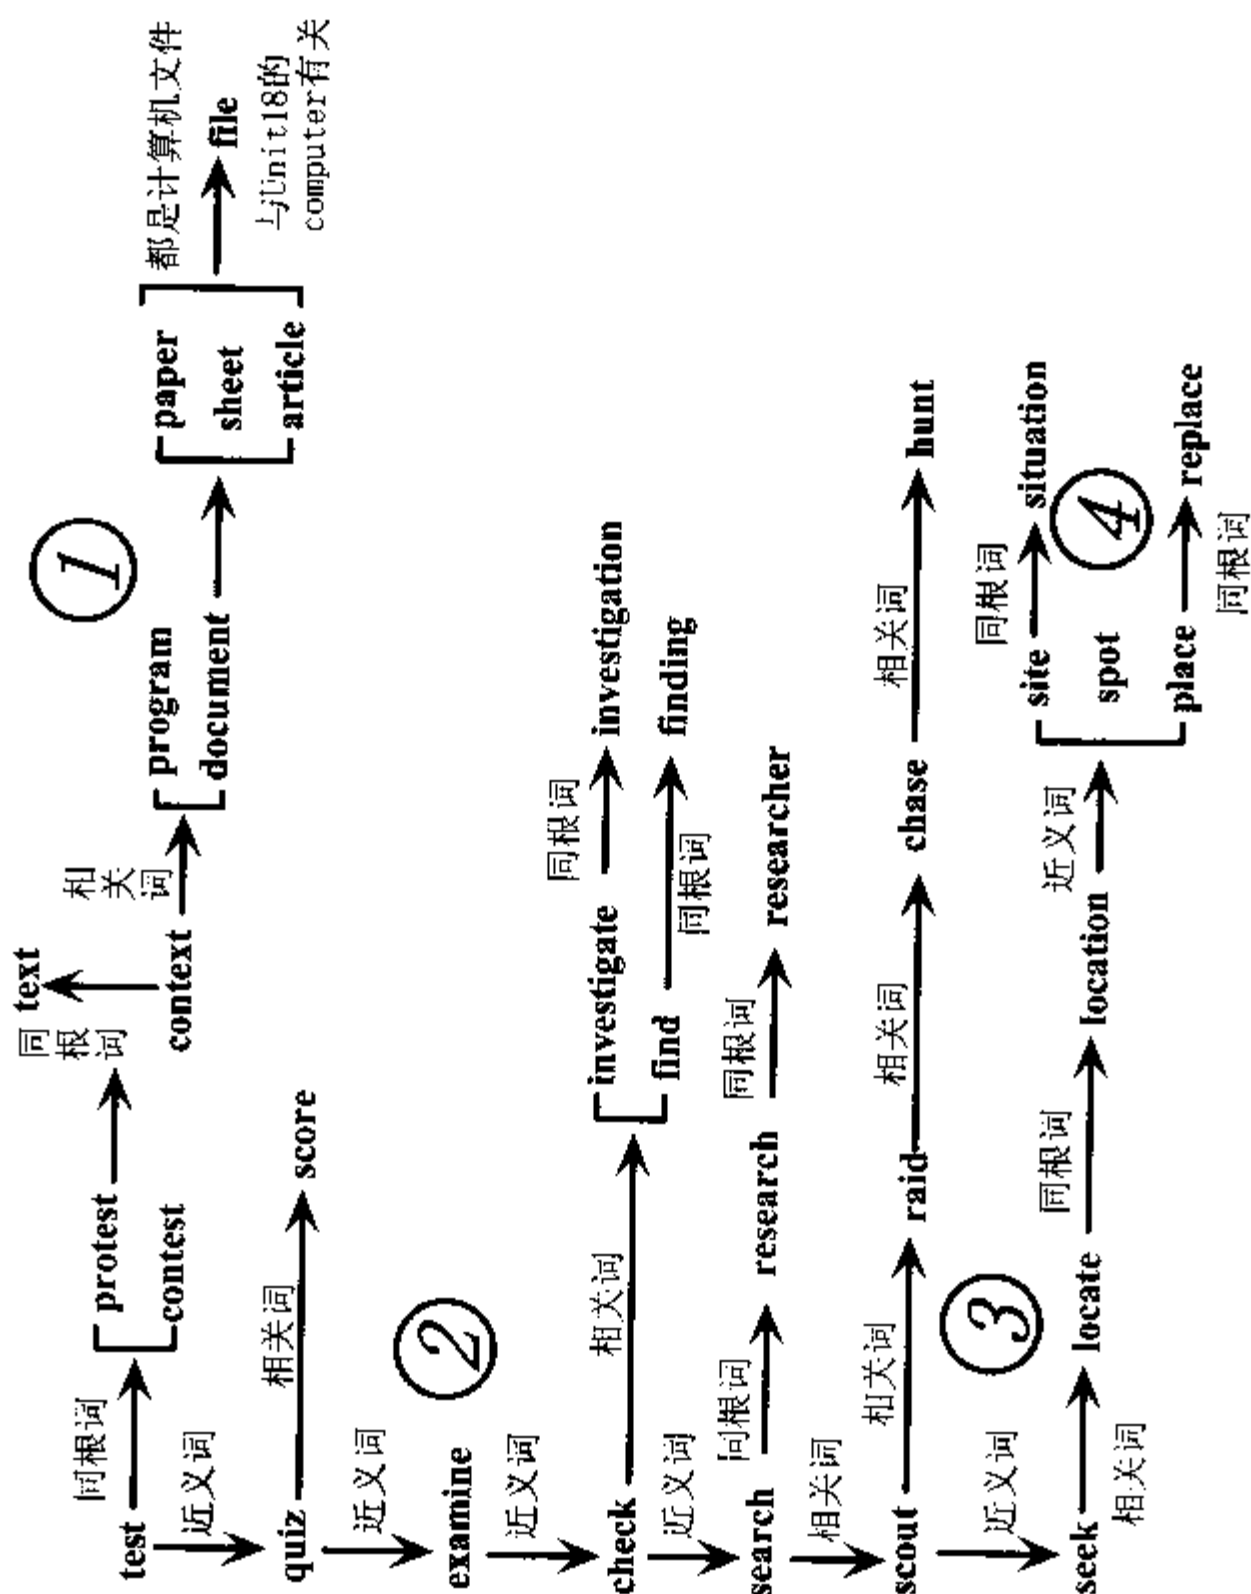 test
同根词
protest
contest
同根词
text
context
相关词
program
document
①
paper
sheet
article
都是计算机文件
file
与Unit18的
computer有关
近义词
quiz
相关词
score
近义词
②
examine
近义词
check
相关词
investigate
同根词
investigation
find
同根词
finding
近义词
search
同根词
research
同根词
researcher
相关词
scout
相关词
raid
相关词
chase
相关词
hunt
近义词
③
seek
相关词
locate
同根词
location
近义词
site
同根词
situation
spot
④
place
同根词
replace